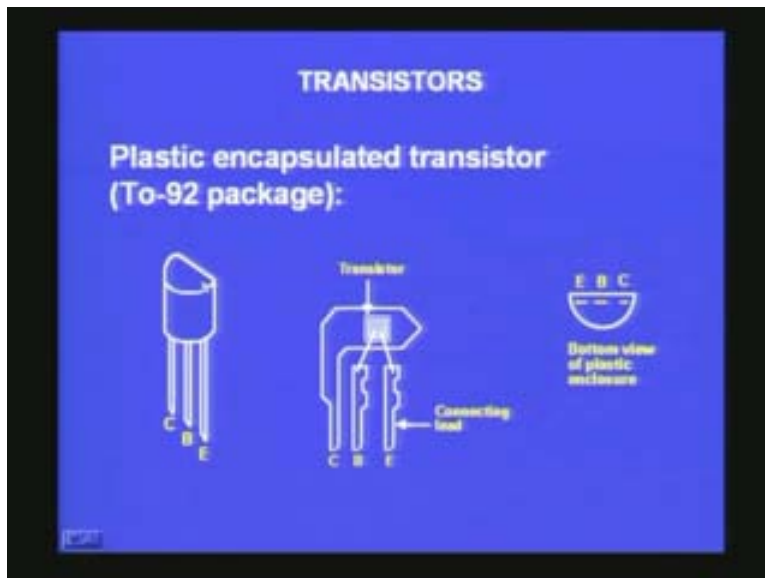 TRANSISTORS
Plastic encapsulated transistor
(To-92 package):
Transistor
E B C
Bottom view
of plastic
enclosure
Connecting
lead
C
B
E
C B E